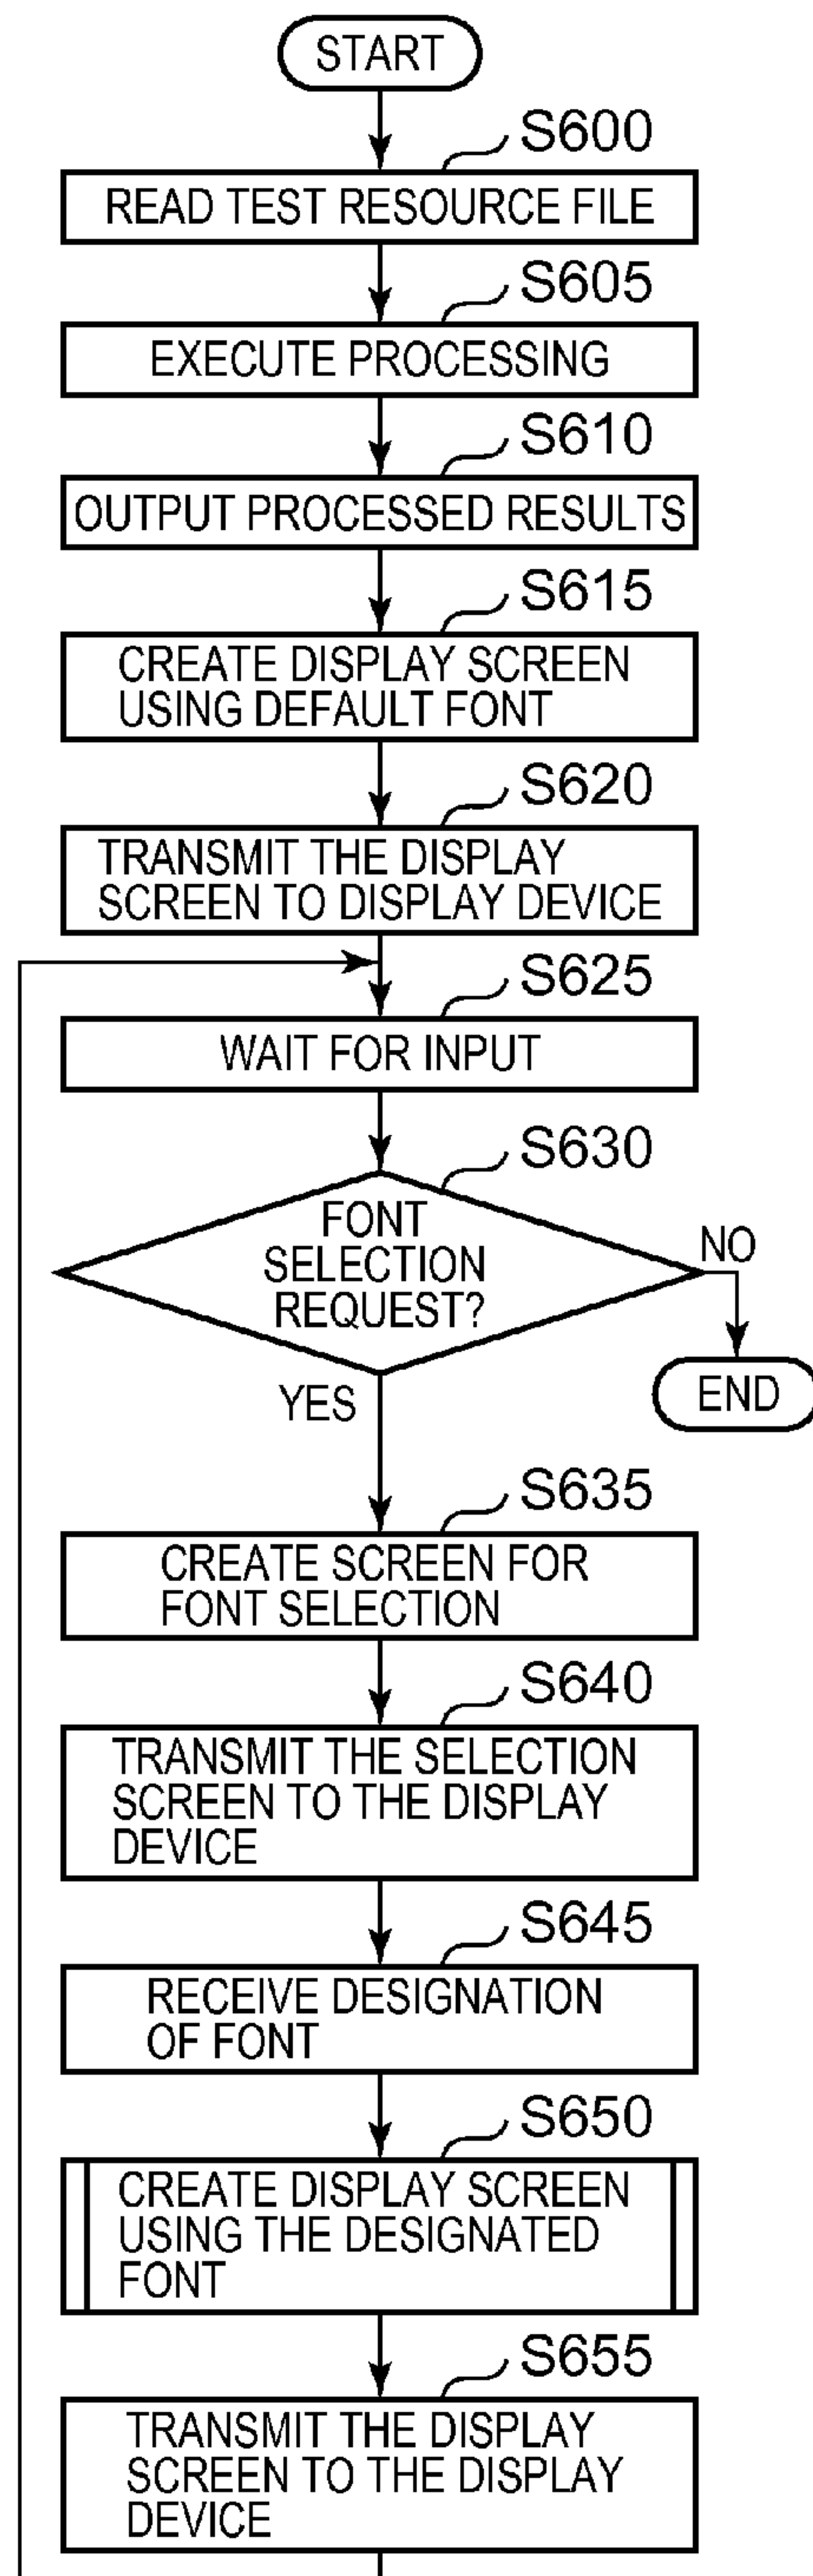 START
S600
READ TEST RESOURCE FILE
S605
EXECUTE PROCESSING
S610
OUTPUT PROCESSED RESULTS
S615
CREATE DISPLAY SCREEN
USING DEFAULT FONT
S620
TRANSMIT THE DISPLAY
SCREEN TO DISPLAY DEVICE
S625
WAIT FOR INPUT
S630
FONT
SELECTION
REQUEST?
NO
END
YES
S635
CREATE SCREEN FOR
FONT SELECTION
S640
TRANSMIT THE SELECTION
SCREEN TO THE DISPLAY
DEVICE
S645
RECEIVE DESIGNATION
OF FONT
S650
CREATE DISPLAY SCREEN
USING THE DESIGNATED
FONT
S655
TRANSMIT THE DISPLAY
SCREEN TO THE DISPLAY
DEVICE